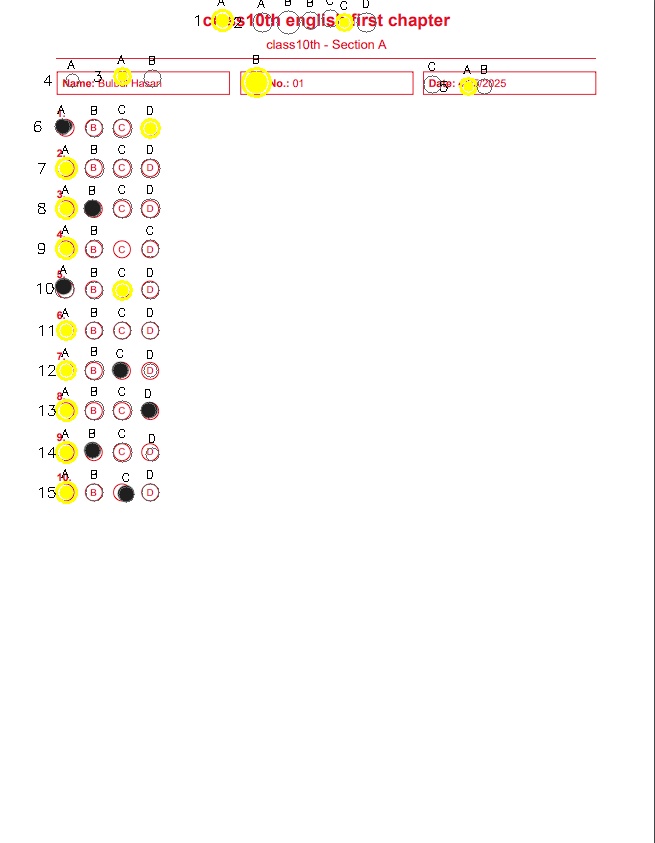 A A B B C C D
1 2 class10th english first chapter
class10th - Section A
A 3 A B B C A B
4 Name: Bulbul Hasan No.: 01 Date: 5 /2025
1. A B C D
6 B C
2. A B C D
7 B C D
3. A B C D
8 C D
4. A B C
9 B C D
5. A B C D
10 B D
6. A B C D
11 B C D
7. A B C D
12 B D
8. A B C D
13 B C
9. A B C D
14 C D
10. A B C D
15 B D